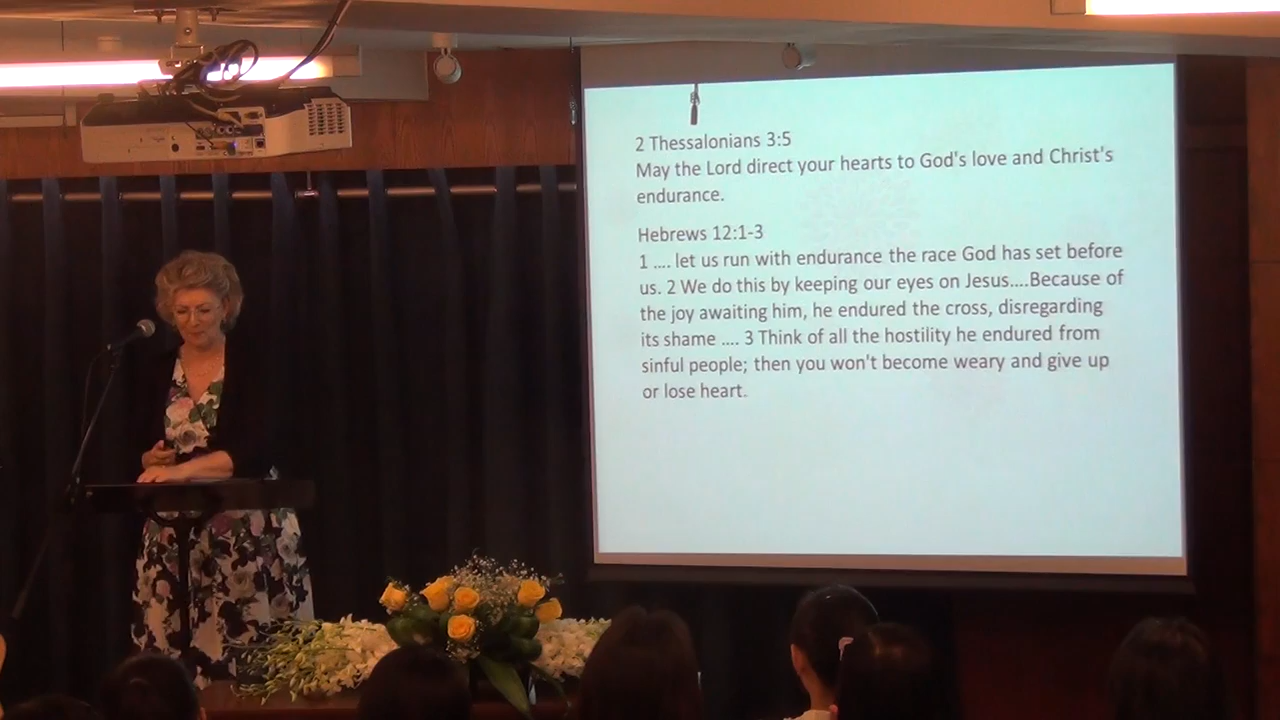 2 Thessalonians 3:5
May the Lord direct your hearts to God's love and Christ's
endurance.
Hebrews 12:1-3
1 .... let us run with endurance the race God has set before
us. 2 We do this by keeping our eyes on Jesus....Because of
the joy awaiting him, he endured the cross, disregarding
its shame .... 3 Think of all the hostility he endured from
sinful people; then you won't become weary and give up
or lose heart.